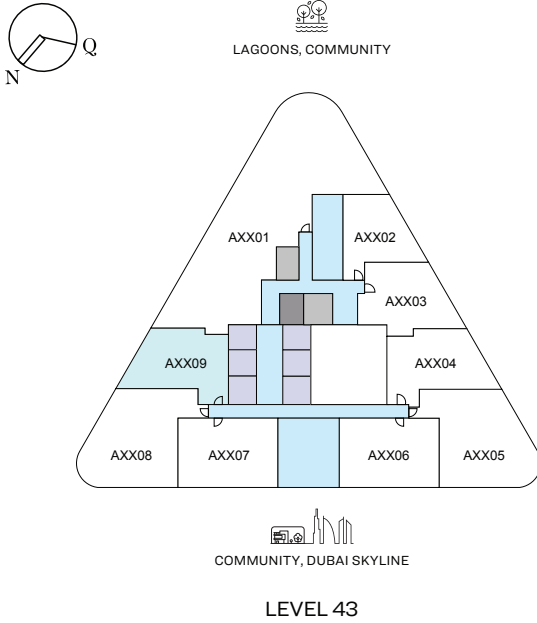 Q
N
LAGOONS, COMMUNITY
AXX01
AXX02
AXX03
AXX09
AXX04
AXX08
AXX07
AXX06
AXX05
COMMUNITY, DUBAI SKYLINE
LEVEL 43